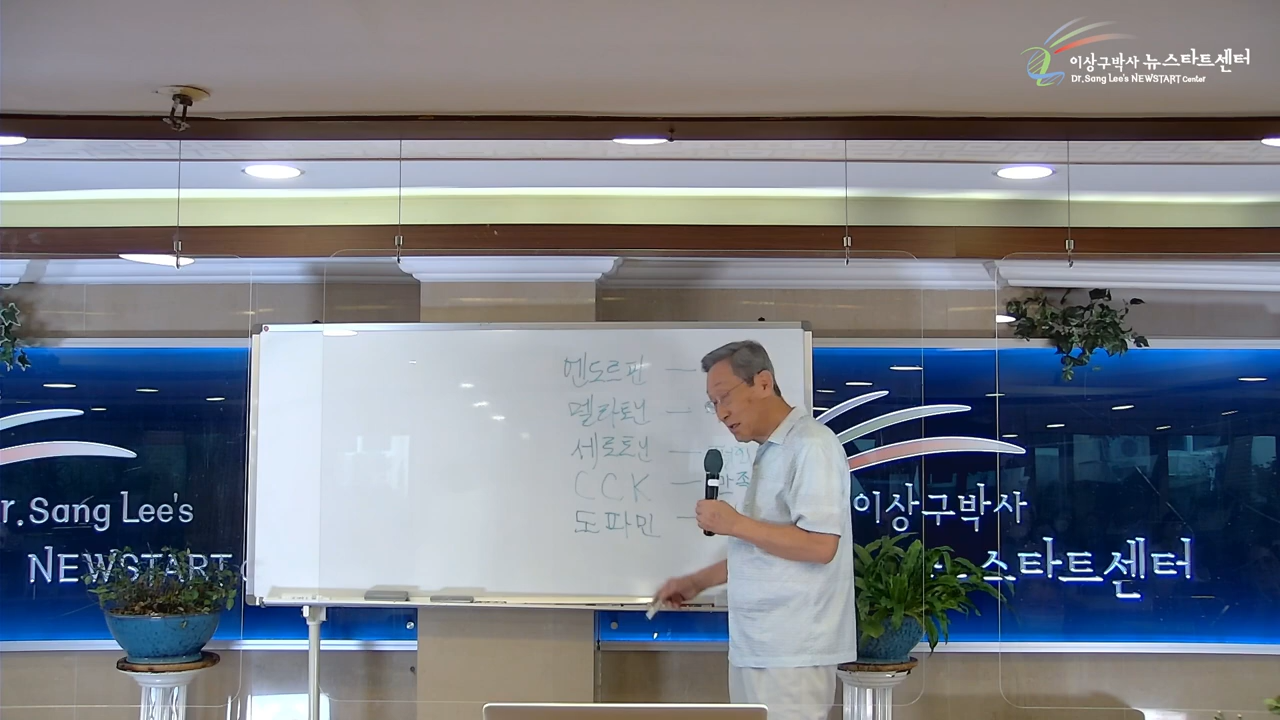 이상구박사 뉴스타트센터
Dr. Sang Lee's NEWSTART Center
엔도르핀 —
멜라토닌 —
세로토닌 —
CCK — 만족
도파민 —
r. Sang Lee's
NEWSTART
이상구박사
스타트센터